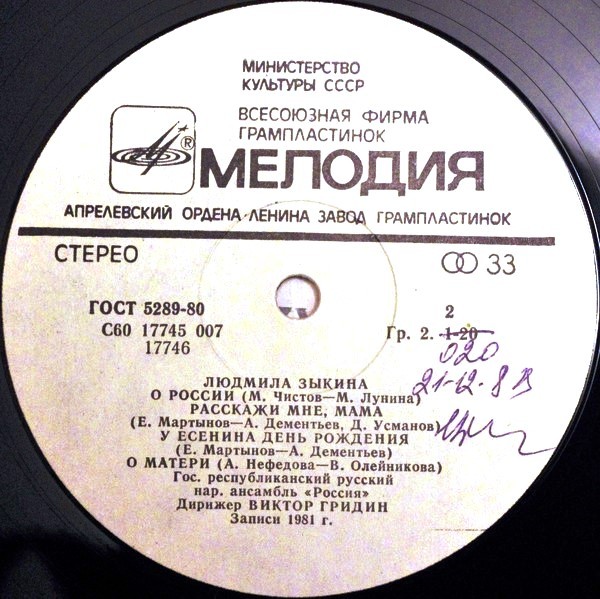 МИНИСТЕРСТВО
КУЛЬТУРЫ СССР
ВСЕСОЮЗНАЯ ФИРМА
ГРАМПЛАСТИНОК
®
МЕЛОДИЯ
АПРЕЛЕВСКИЙ ОРДЕНА ЛЕНИНА ЗАВОД ГРАМПЛАСТИНОК
СТЕРЕО
33
ГОСТ 5289-80
2
С60 17745 007
Гр. 2. 1-20
17746
020
21-12-83
ЛЮДМИЛА ЗЫКИНА
О РОССИИ (М. Чистов—М. Лунина)
РАССКАЖИ МНЕ, МАМА
(Е. Мартынов—А. Дементьев, Д. Усманов)
У ЕСЕНИНА ДЕНЬ РОЖДЕНИЯ
(Е. Мартынов—А. Дементьев)
О МАТЕРИ (А. Нефедова—В. Олейникова)
Гос. республиканский русский
нар. ансамбль «Россия»
Дирижер ВИКТОР ГРИДИН
Записи 1981 г.